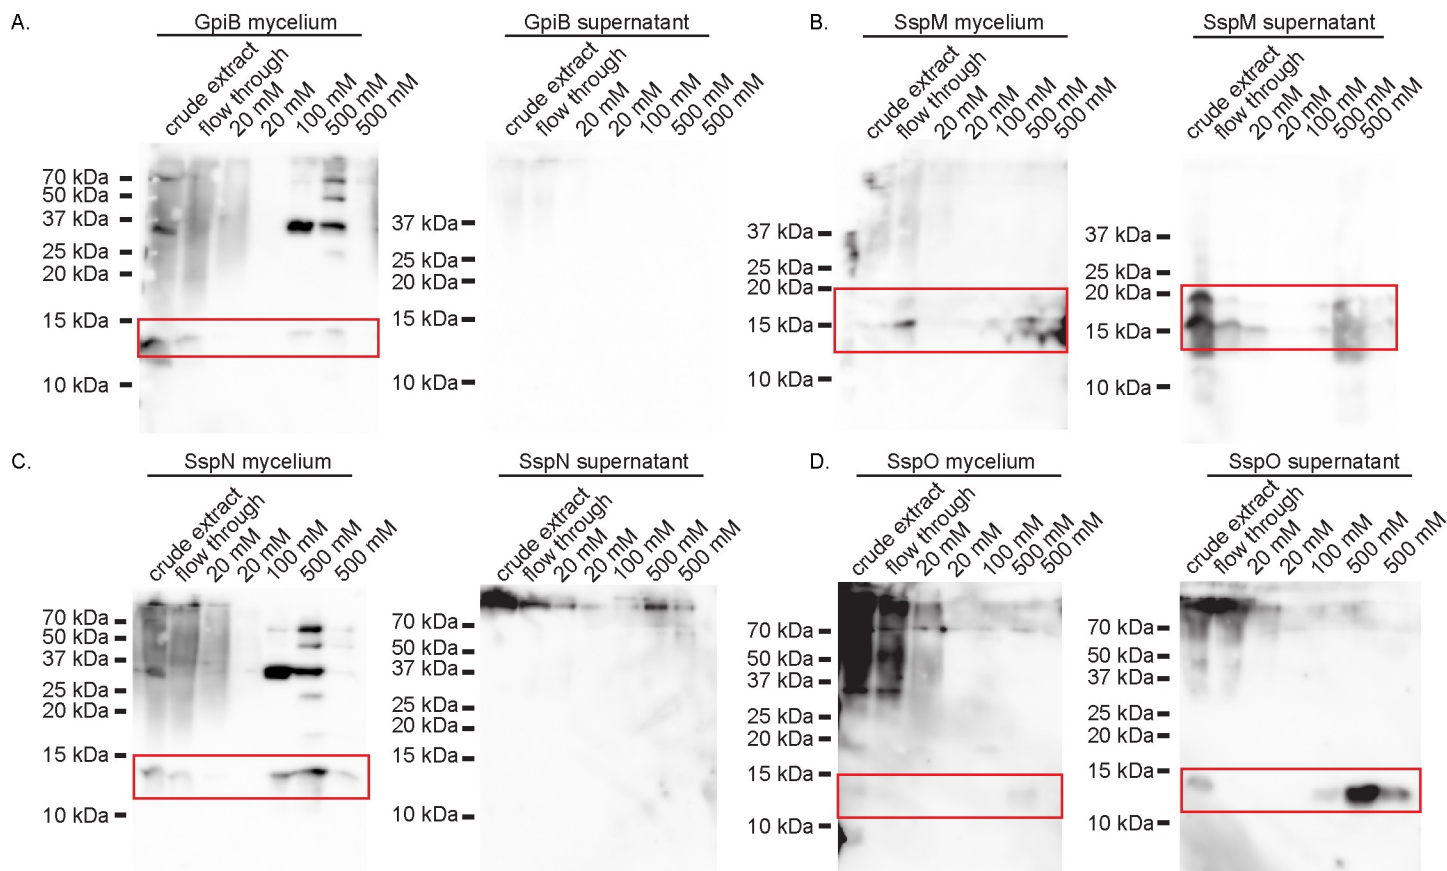 A.
GpiB mycelium
crude extract
flow through
20 mM
20 mM
100 mM
500 mM
500 mM
70 kDa
50 kDa
37 kDa
25 kDa
20 kDa
15 kDa
10 kDa
GpiB supernatant
crude extract
flow through
20 mM
20 mM
100 mM
500 mM
500 mM
37 kDa
25 kDa
20 kDa
15 kDa
10 kDa
B.
SspM mycelium
crude extract
flow through
20 mM
20 mM
100 mM
500 mM
500 mM
37 kDa
25 kDa
20 kDa
15 kDa
10 kDa
SspM supernatant
crude extract
flow through
20 mM
20 mM
100 mM
500 mM
500 mM
37 kDa
25 kDa
20 kDa
15 kDa
10 kDa
C.
SspN mycelium
crude extract
flow through
20 mM
20 mM
100 mM
500 mM
500 mM
70 kDa
50 kDa
37 kDa
25 kDa
20 kDa
15 kDa
10 kDa
SspN supernatant
crude extract
flow through
20 mM
20 mM
100 mM
500 mM
500 mM
70 kDa
50 kDa
37 kDa
25 kDa
20 kDa
15 kDa
10 kDa
D.
SspO mycelium
crude extract
flow through
20 mM
20 mM
100 mM
500 mM
500 mM
70 kDa
50 kDa
37 kDa
25 kDa
20 kDa
15 kDa
10 kDa
SspO supernatant
crude extract
flow through
20 mM
20 mM
100 mM
500 mM
500 mM
70 kDa
50 kDa
37 kDa
25 kDa
20 kDa
15 kDa
10 kDa